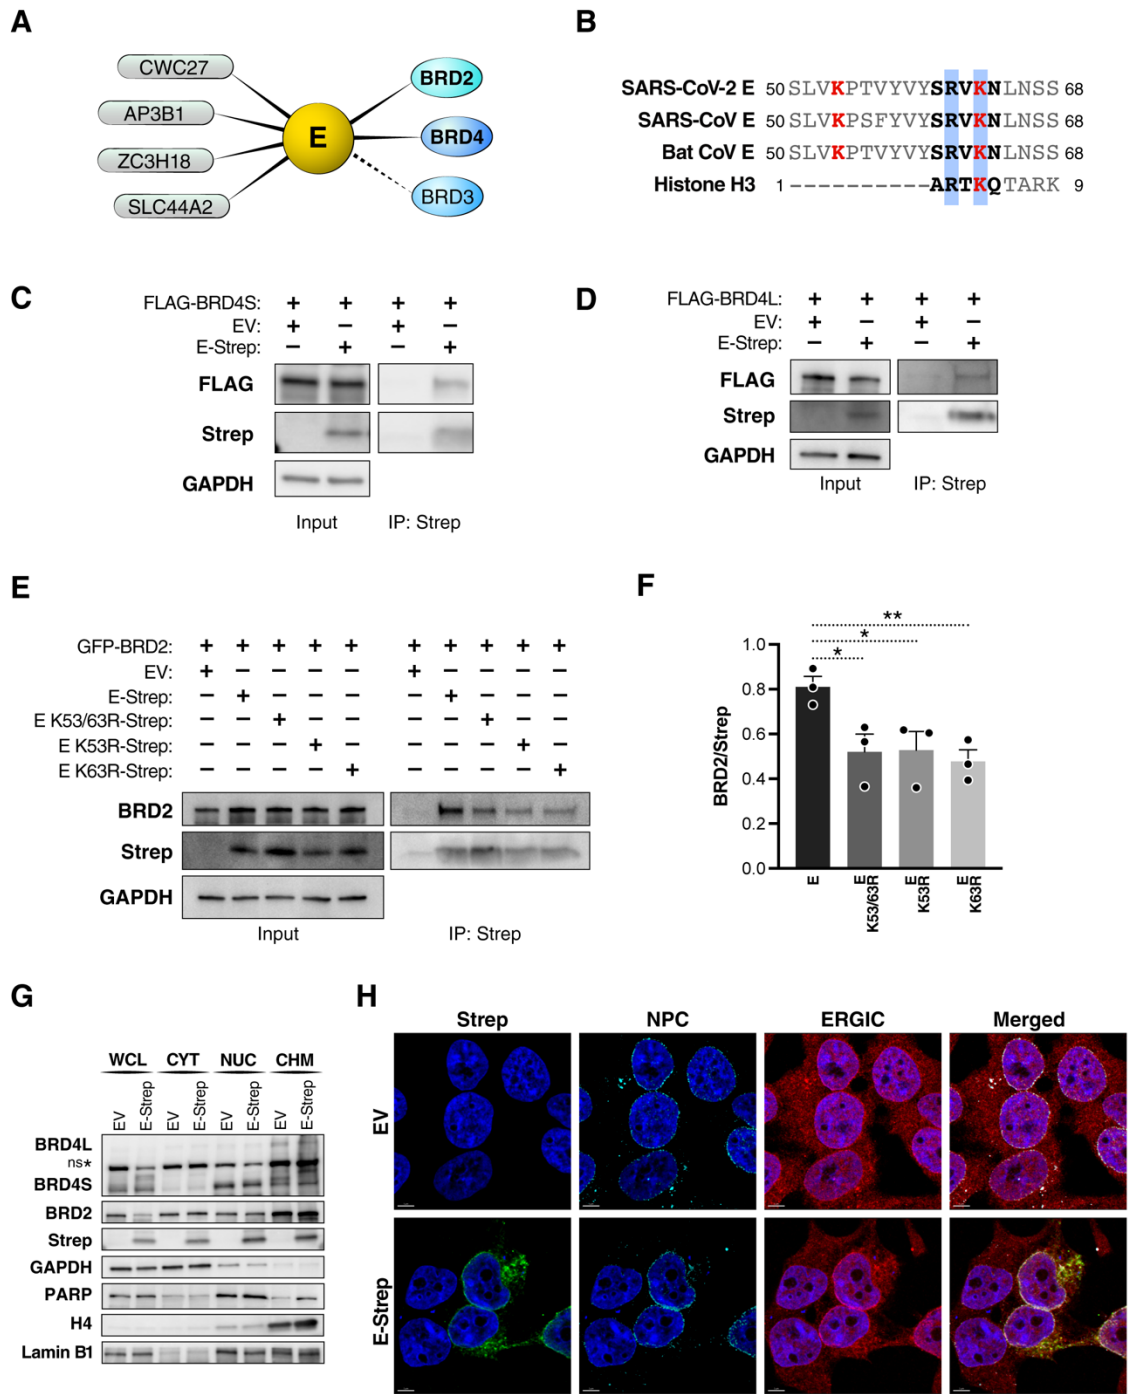 A
CWC27
AP3B1
ZC3H18
SLC44A2
E
BRD2
BRD4
BRD3
B
SARS-CoV-2 E 50 SLVKPTVYVYSRVKNLNSS 68
SARS-CoV E 50 SLVKPSFYVYSRVKNLNSS 68
Bat CoV E 50 SLVKPTVYVYSRVKNLNSS 68
Histone H3 1 ----------ARTKQTARK 9
C
FLAG-BRD4S: + + + +
EV: + − + −
E-Strep: − + − +
FLAG
Strep
GAPDH
Input IP: Strep
D
FLAG-BRD4L: + + + +
EV: + − + −
E-Strep: − + − +
FLAG
Strep
GAPDH
Input IP: Strep
E
GFP-BRD2: + + + + + + + + + +
EV: + − − − − + − − − −
E-Strep: − + − − − − + − − −
E K53/63R-Strep: − − + − − − − + − −
E K53R-Strep: − − − + − − − − + −
E K63R-Strep: − − − − + − − − − +
BRD2
Strep
GAPDH
Input IP: Strep
F
**
*
*
1.0
0.8
0.6
0.4
0.2
0.0
BRD2/Strep
E
E K53/63R
E K53R
E K63R
G
WCL CYT NUC CHM
EV E-Strep EV E-Strep EV E-Strep EV E-Strep
BRD4L
ns*
BRD4S
BRD2
Strep
GAPDH
PARP
H4
Lamin B1
H
Strep NPC ERGIC Merged
EV
E-Strep